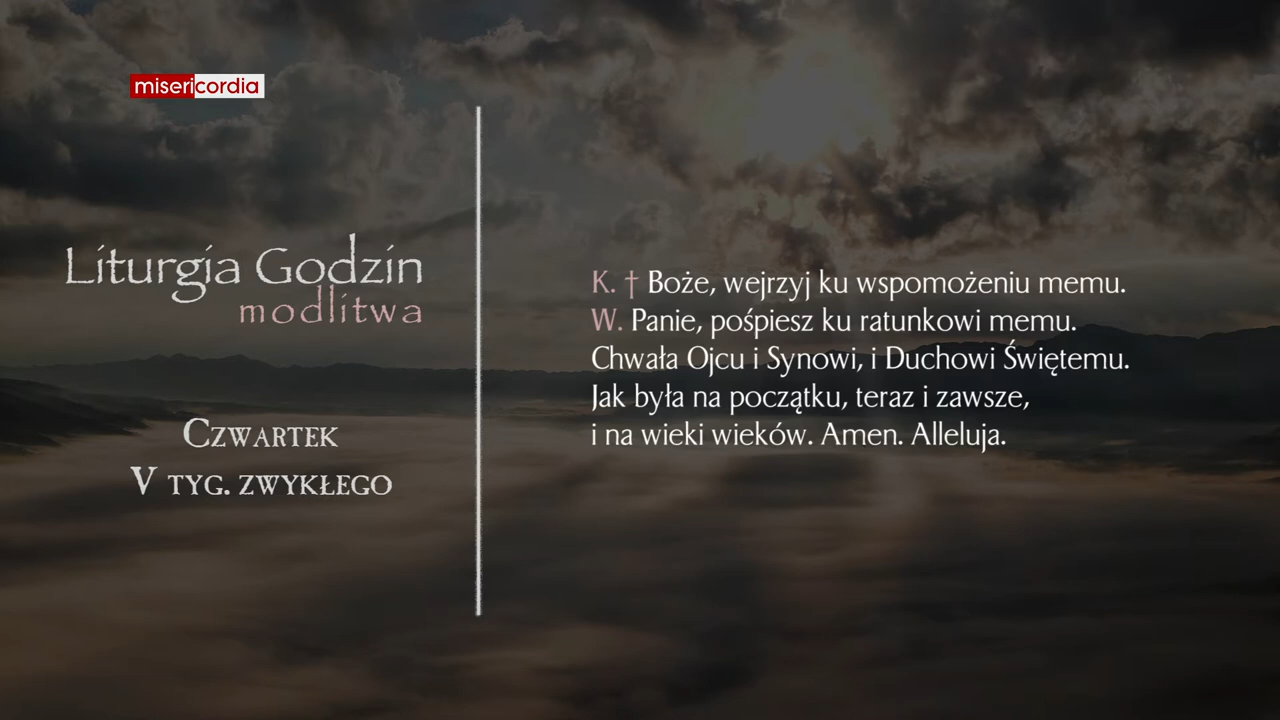 misericordia
Liturgia Godzin
modlitwa
Czwartek
V tyg. zwykłego
K. † Boże, wejrzyj ku wspomożeniu memu.
W. Panie, pośpiesz ku ratunkowi memu.
Chwała Ojcu i Synowi, i Duchowi Świętemu.
Jak była na początku, teraz i zawsze,
i na wieki wieków. Amen. Alleluja.